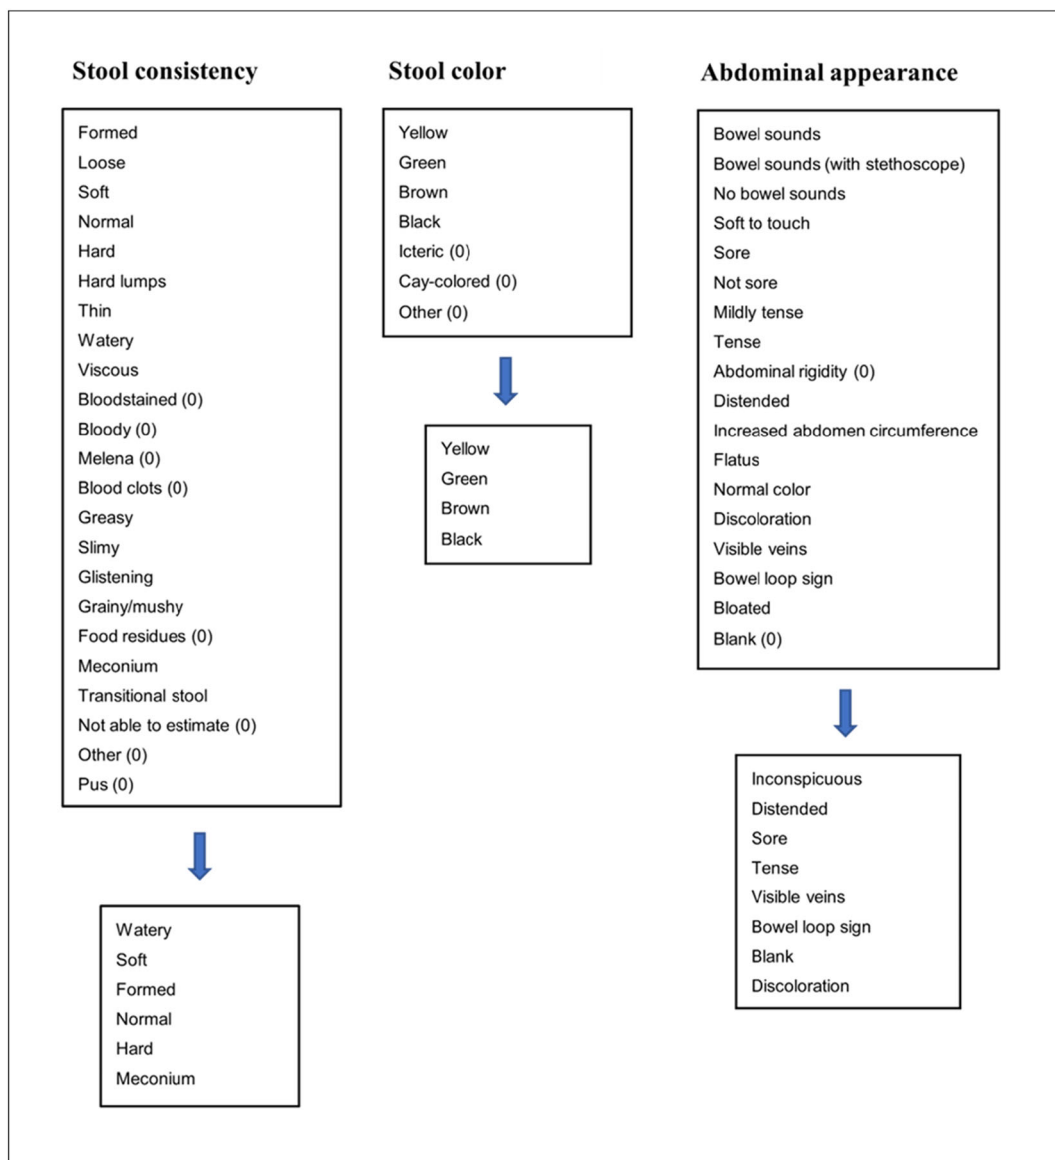 Stool consistency
Formed
Loose
Soft
Normal
Hard
Hard lumps
Thin
Watery
Viscous
Bloodstained (0)
Bloody (0)
Melena (0)
Blood clots (0)
Greasy
Slimy
Glistening
Grainy/mushy
Food residues (0)
Meconium
Transitional stool
Not able to estimate (0)
Other (0)
Pus (0)
Watery
Soft
Formed
Normal
Hard
Meconium
Stool color
Yellow
Green
Brown
Black
Icteric (0)
Cay-colored (0)
Other (0)
Yellow
Green
Brown
Black
Abdominal appearance
Bowel sounds
Bowel sounds (with stethoscope)
No bowel sounds
Soft to touch
Sore
Not sore
Mildly tense
Tense
Abdominal rigidity (0)
Distended
Increased abdomen circumference
Flatus
Normal color
Discoloration
Visible veins
Bowel loop sign
Bloated
Blank (0)
Inconspicuous
Distended
Sore
Tense
Visible veins
Bowel loop sign
Blank
Discoloration